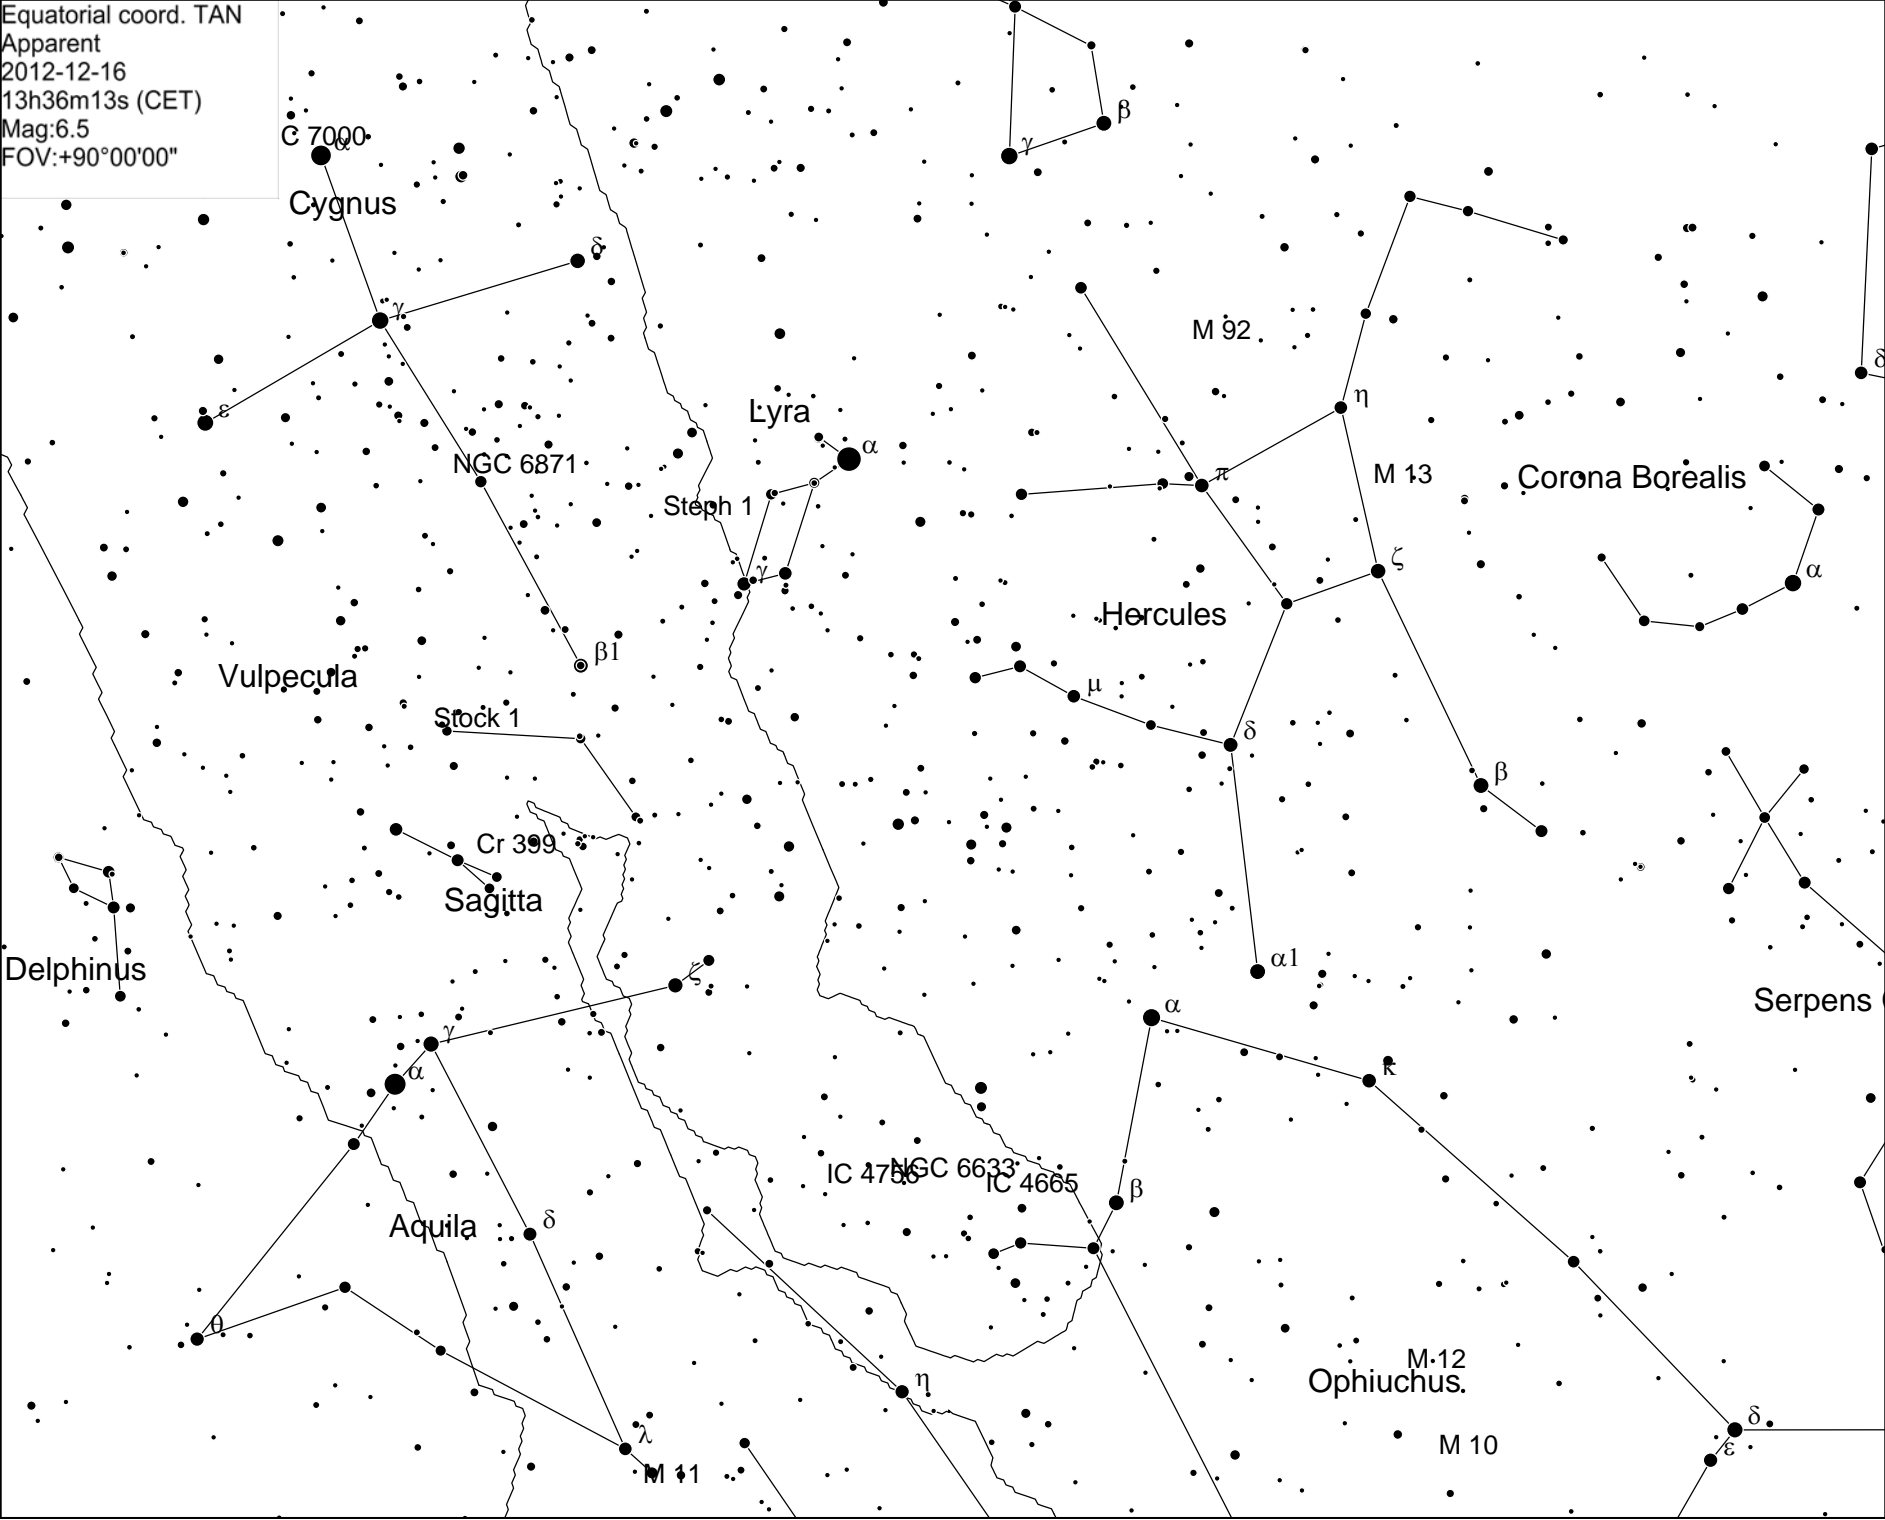 Equatorial coord. TAN
Apparent
2012-12-16
13h36m13s (CET)
Mag:6.5
FOV:+90°00'00"
β
C 7000
α
γ
Cygnus
δ
γ
M 92
δ
η
ε
Lyra
α
NGC 6871
π
M 13
Corona Borealis
Steph 1
γ
ζ
α
Hercules
β1
Vulpecula
μ
Stock 1
δ
β
Cr 399
Sagitta
α1
Delphinus
ζ
Serpens
α
γ
α
κ
IC 4756
NGC 6633
IC 4665
β
Aquila
δ
θ
M 12
Ophiuchus
η
δ
λ
M 10
ε
M 11